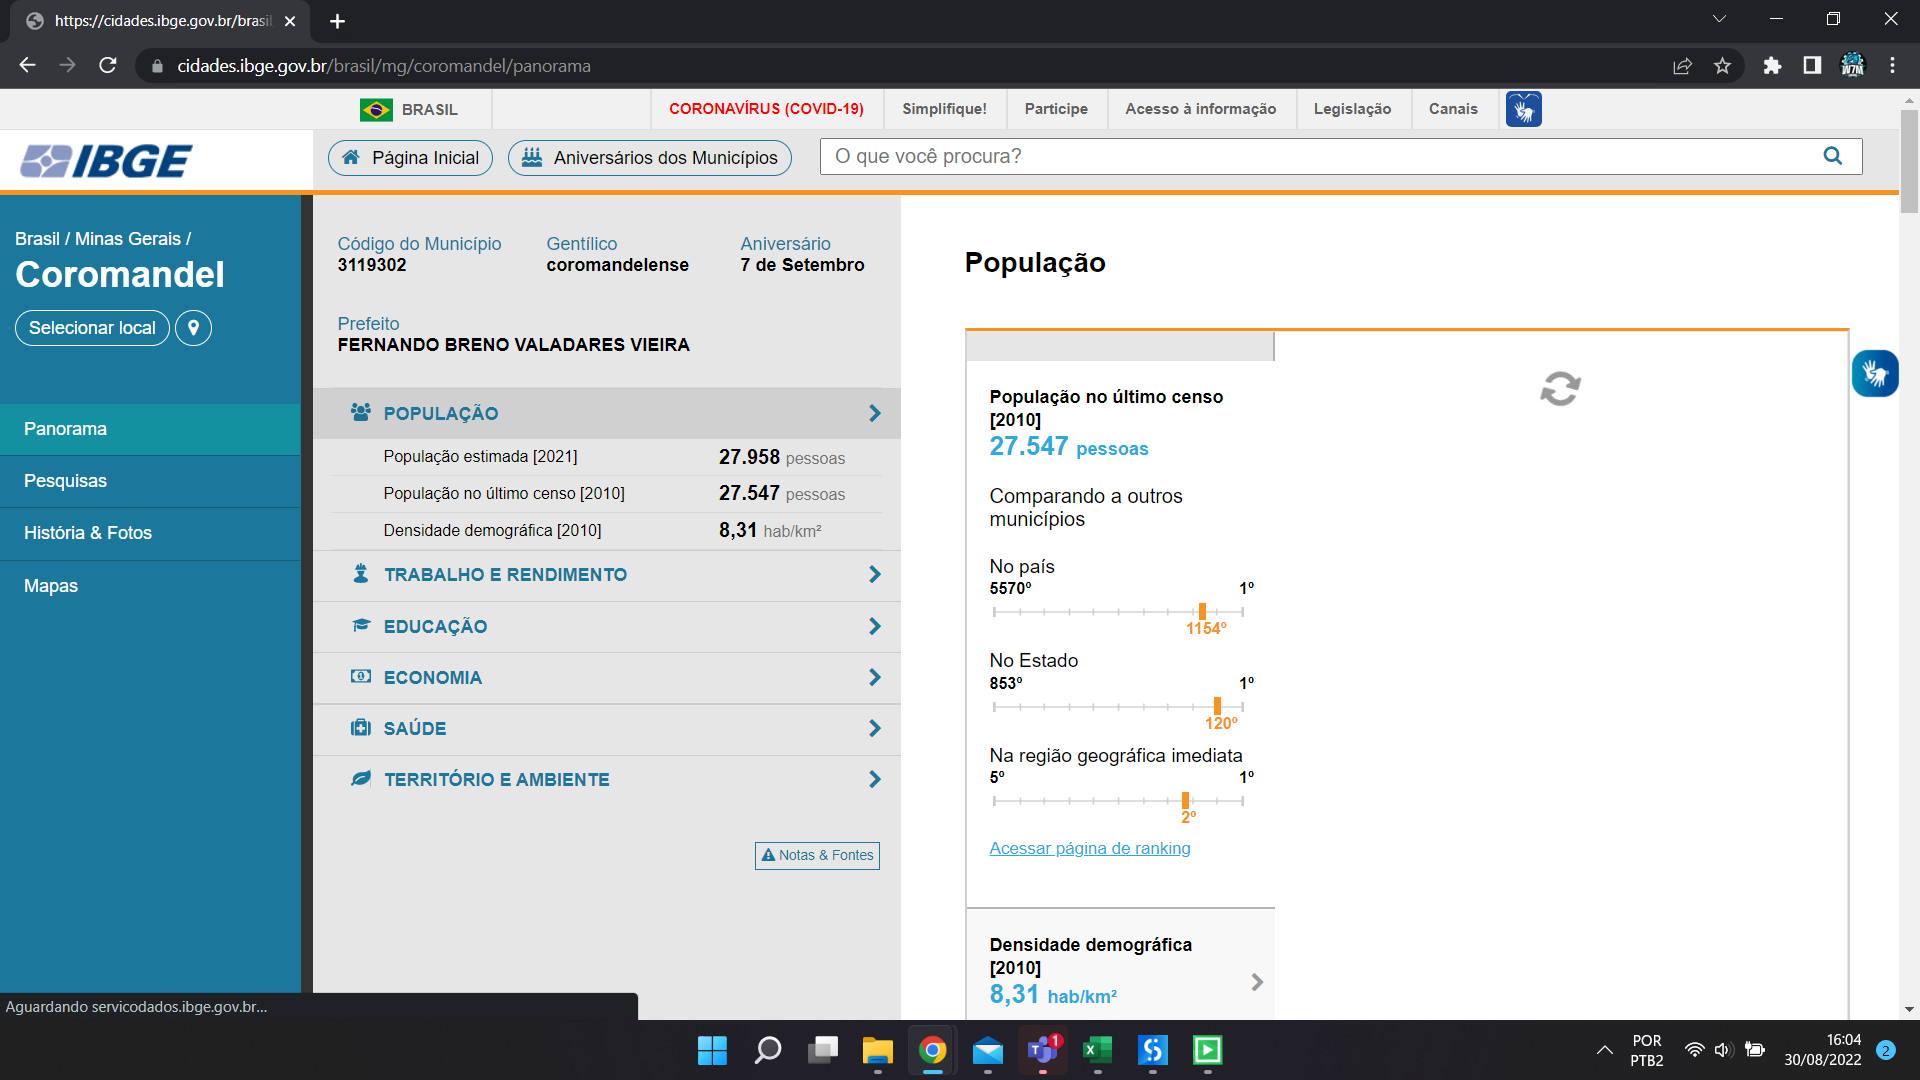 https://cidades.ibge.gov.br/brasil
cidades.ibge.gov.br/brasil/mg/coromandel/panorama
BRASIL
CORONAVÍRUS (COVID-19)
Simplifique!
Participe
Acesso à informação
Legislação
Canais
IBGE
Página Inicial
Aniversários dos Municípios
O que você procura?
Brasil / Minas Gerais /
Coromandel
Selecionar local
Panorama
Pesquisas
História & Fotos
Mapas
Código do Município
3119302
Gentílico
coromandelense
Aniversário
7 de Setembro
Prefeito
FERNANDO BRENO VALADARES VIEIRA
POPULAÇÃO
População estimada [2021] 27.958 pessoas
População no último censo [2010] 27.547 pessoas
Densidade demográfica [2010] 8,31 hab/km²
TRABALHO E RENDIMENTO
EDUCAÇÃO
ECONOMIA
SAÚDE
TERRITÓRIO E AMBIENTE
Notas & Fontes
População
População no último censo
[2010]
27.547 pessoas
Comparando a outros
municípios
No país
5570º 1º
1154º
No Estado
853º 1º
120º
Na região geográfica imediata
5º 1º
2º
Acessar página de ranking
Densidade demográfica
[2010]
8,31 hab/km²
Aguardando servicodados.ibge.gov.br...
1
POR
PTB2
16:04
30/08/2022
2